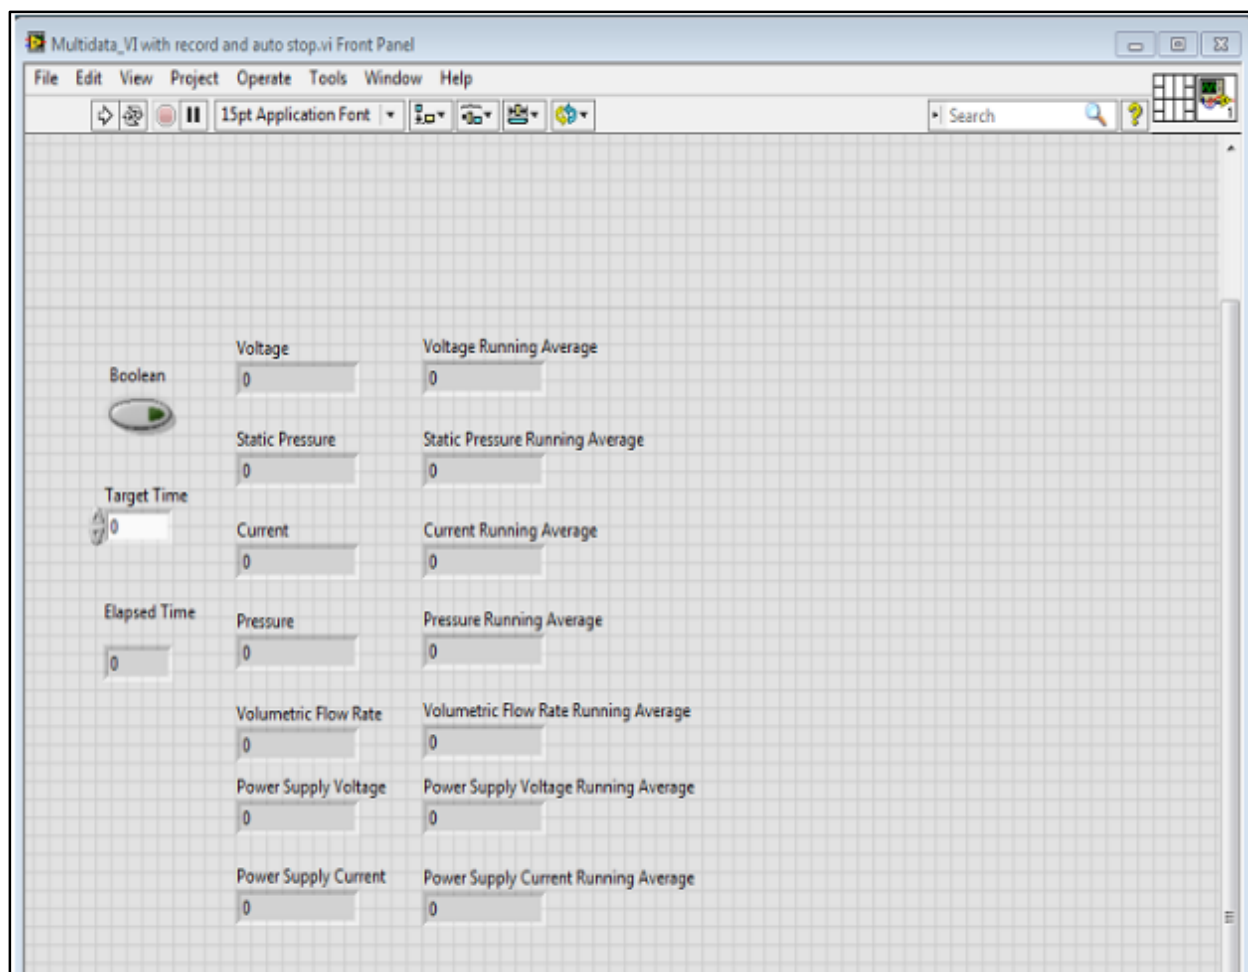 Multidata_VI with record and auto stop.vi Front Panel
File Edit View Project Operate Tools Window Help
15pt Application Font
Search
?
1
Voltage
Voltage Running Average
Boolean
0
0
Static Pressure
Static Pressure Running Average
0
0
Target Time
0
Current
Current Running Average
0
0
Elapsed Time
Pressure
Pressure Running Average
0
0
0
Volumetric Flow Rate
Volumetric Flow Rate Running Average
0
0
Power Supply Voltage
Power Supply Voltage Running Average
0
0
Power Supply Current
Power Supply Current Running Average
0
0